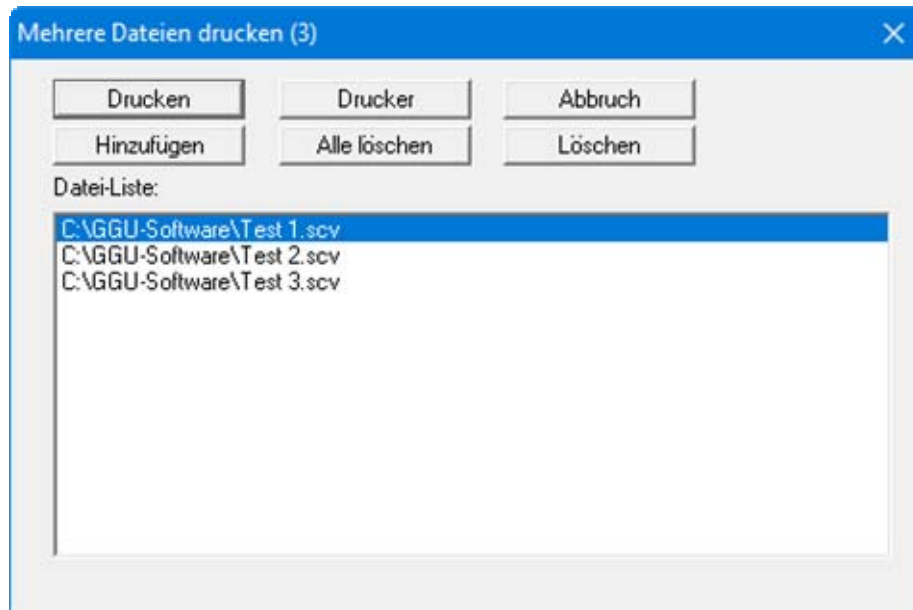 Mehrere Dateien drucken (3)
Drucken Drucker Abbruch
Hinzufügen Alle löschen Löschen
Datei-Liste:
C:\GGU-Software\Test 1.scv
C:\GGU-Software\Test 2.scv
C:\GGU-Software\Test 3.scv